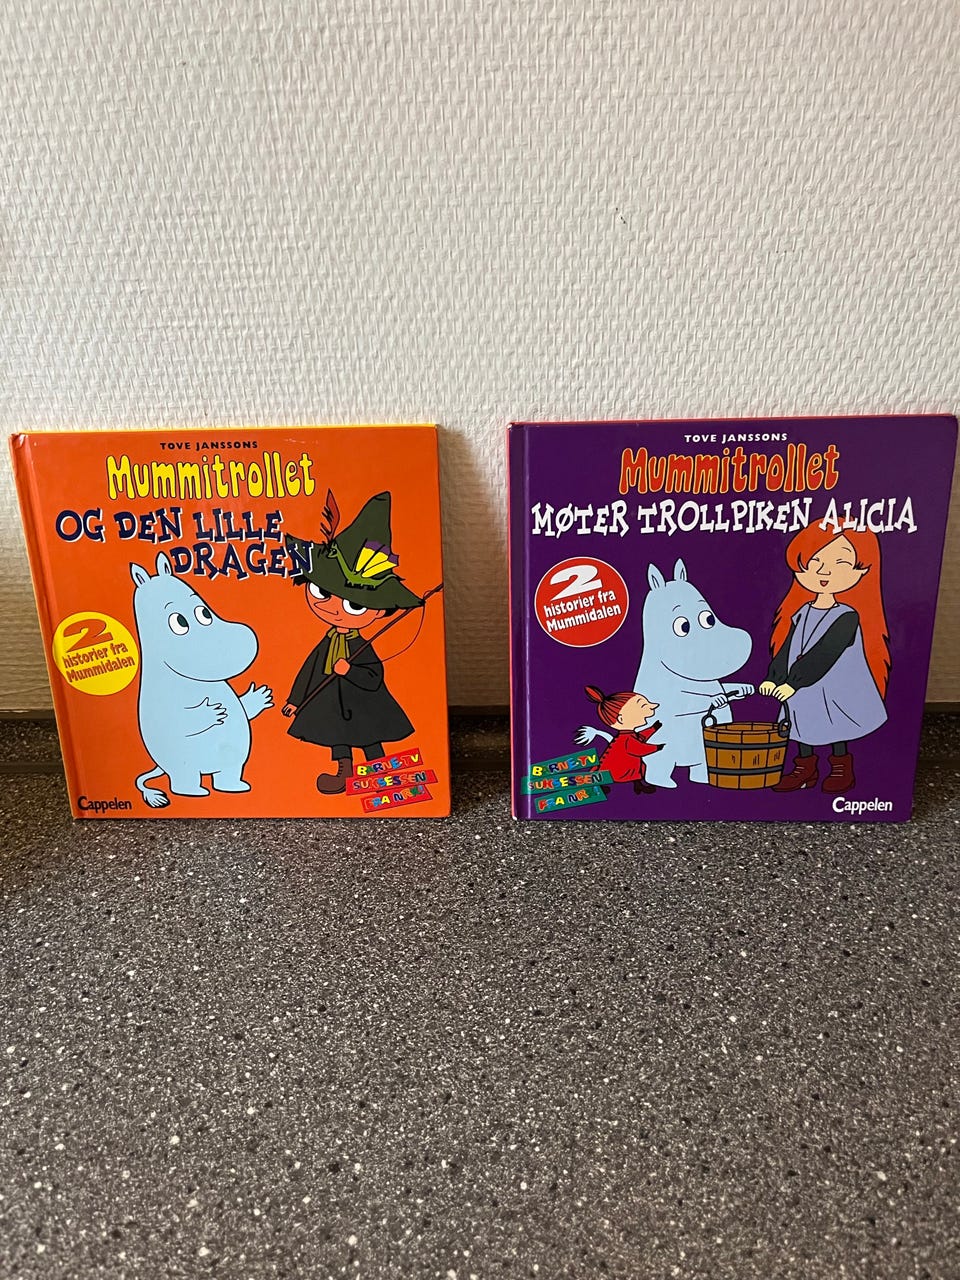 TOVE JANSSONS
Mummitrollet
OG DEN LILLE
DRAGEN
2
historier fra
Mummidalen
BARNE-TV
SUKSESSEN
FRA NRK!
Cappelen
TOVE JANSSONS
Mummitrollet
MØTER TROLLPIKEN ALICIA
2
historier fra
Mummidalen
BARNE-TV
SUKSESSEN
FRA NRK!
Cappelen